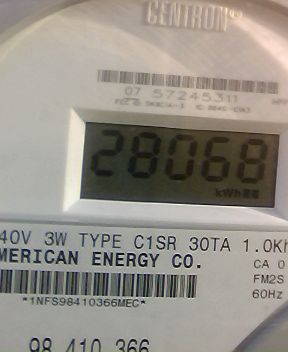 CENTRON®
07 57245311
28068
kWh
40V 3W TYPE C1SR 30TA 1.0Kh
MERICAN ENERGY CO.
CA 0
FM2S
60Hz
*1NFS98410366MEC*
98 410 366